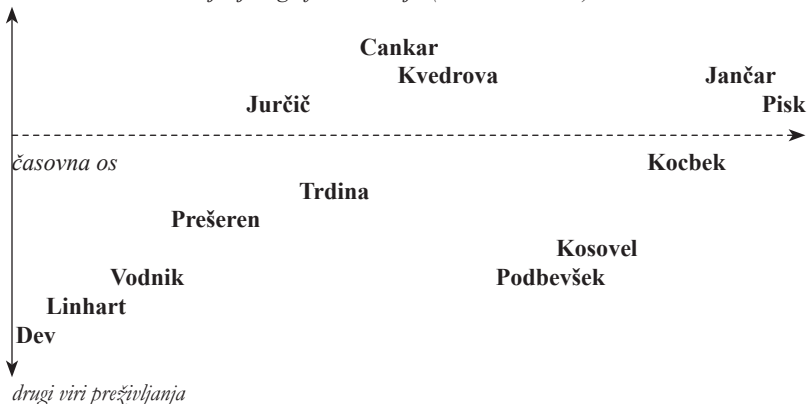 Cankar
Kvedrova
Jančar
Jurčič
Pisk
časovna os
Kocbek
Trdina
Prešeren
Kosovel
Vodnik
Podbevšek
Linhart
Dev
drugi viri preživljanja